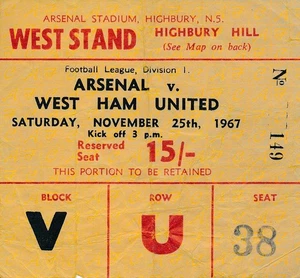 ARSENAL STADIUM, HIGHBURY, N.5.
WEST STAND
HIGHBURY HILL
(See Map on back)
Football League, Division 1.
ARSENAL v.
WEST HAM UNITED
SATURDAY, NOVEMBER 25th, 1967
Kick off 3 p.m.
Reserved Seat 15/-
THIS PORTION TO BE RETAINED
No 149
BLOCK ROW SEAT
V U 38